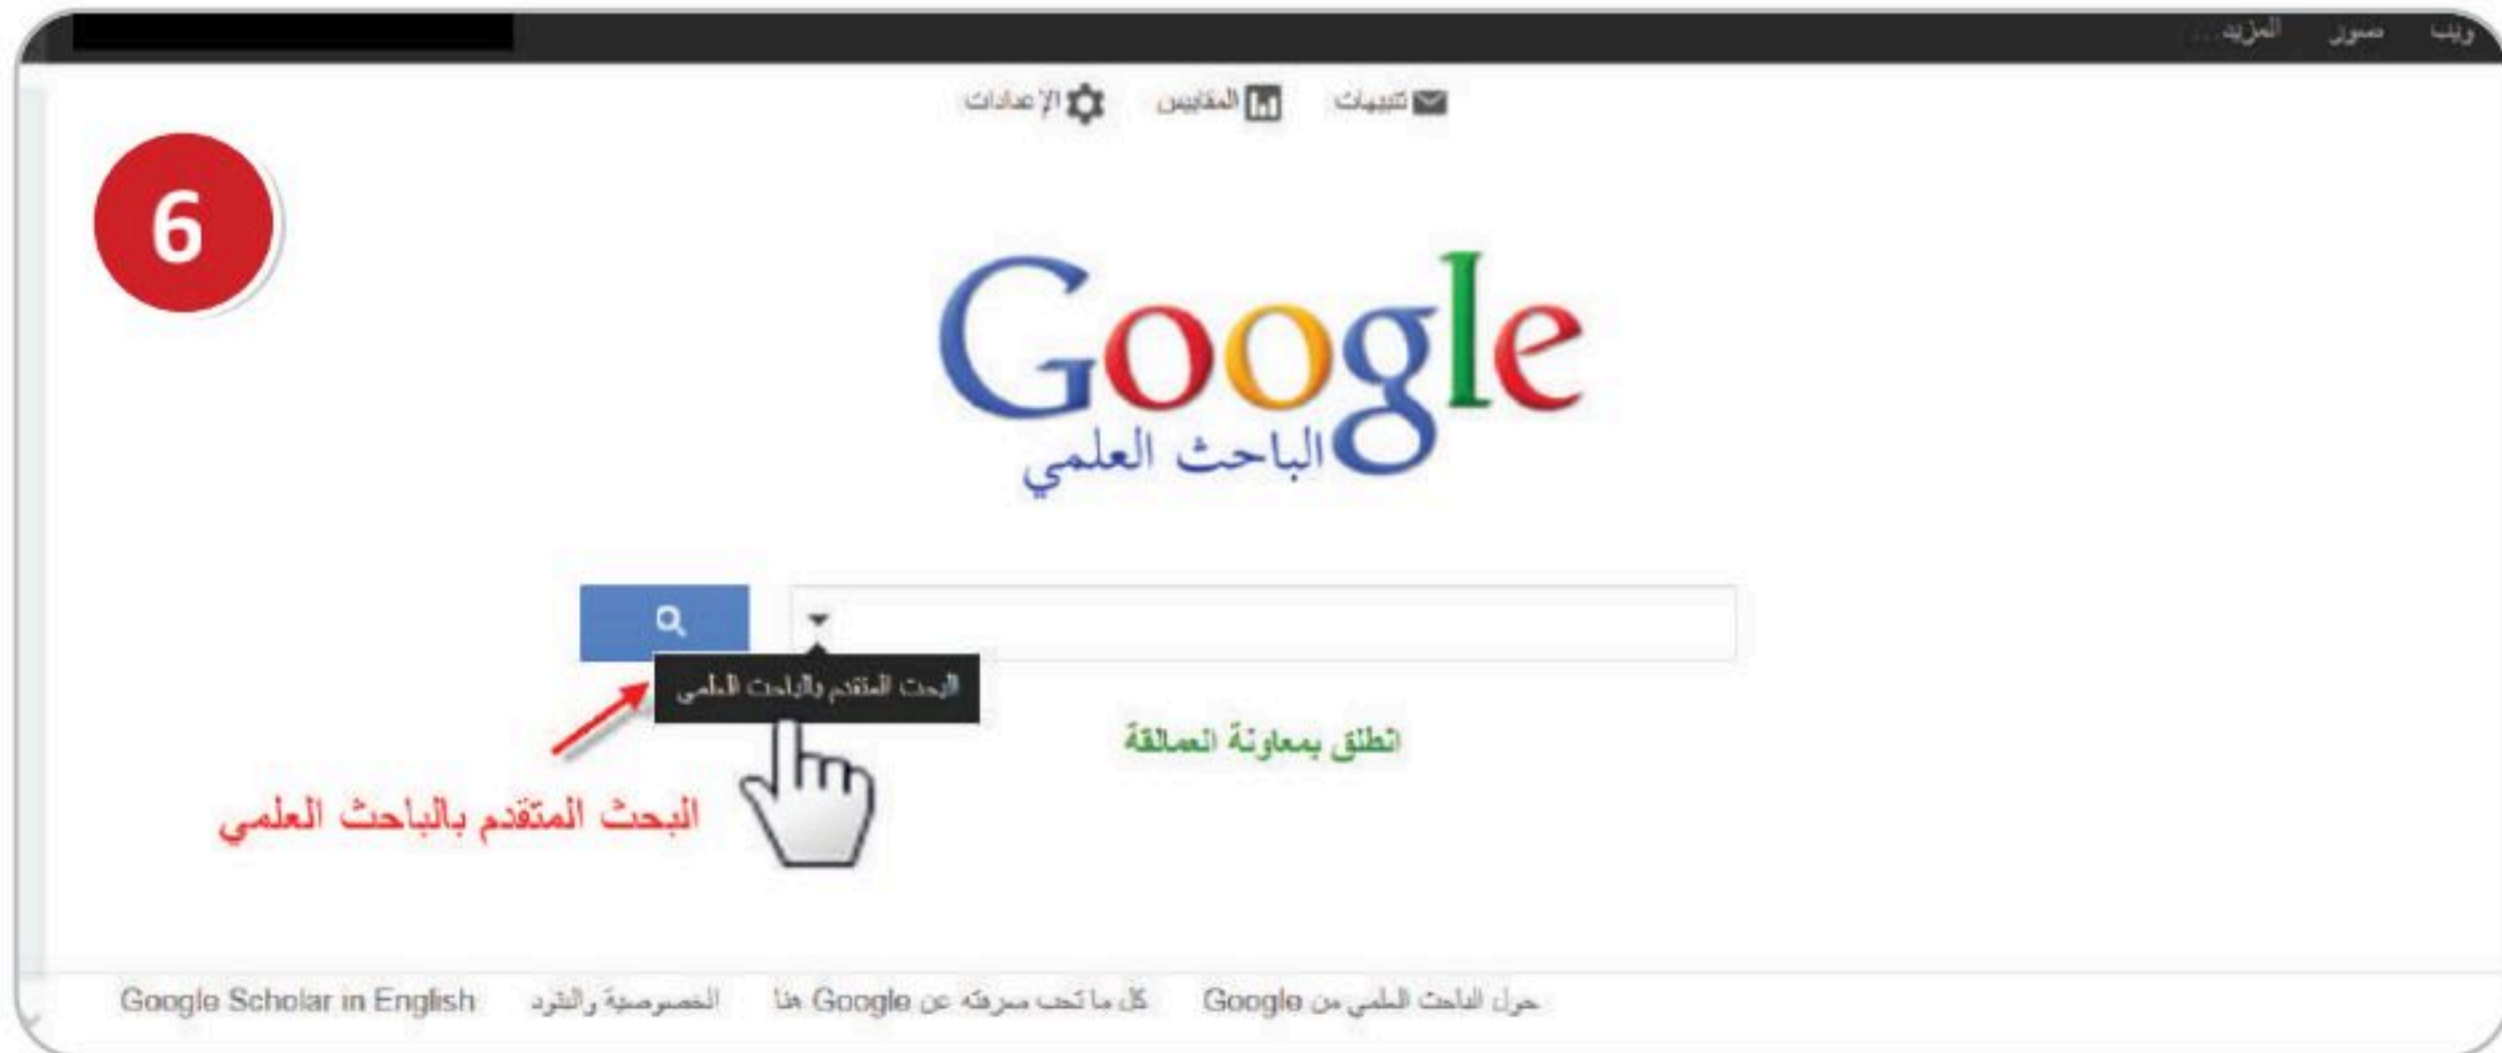 ويب صور المزيد...
تنبيهات المقاييس الإعدادات
6
Google
الباحث العلمي
البحث المتقدم بالباحث العلمي
انطلق بمعاونة العمالقة
البحث المتقدم بالباحث العلمي
حول الباحث العلمي من Google كل ما تحب معرفته عن Google هنا الخصوصية والبنود Google Scholar in English